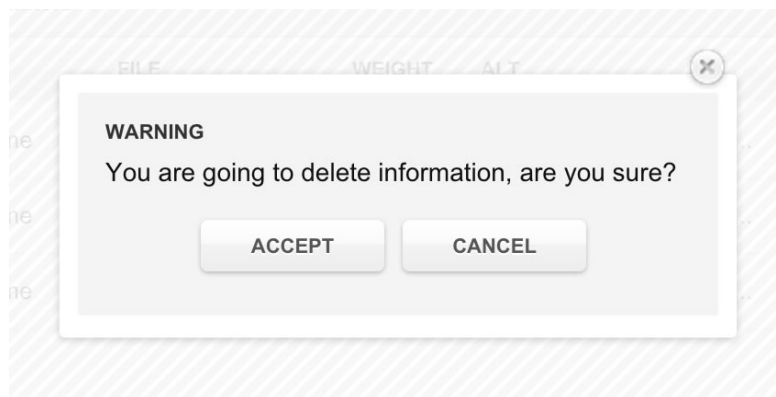 FILE WEIGHT ALT
WARNING
You are going to delete information, are you sure?
ACCEPT CANCEL